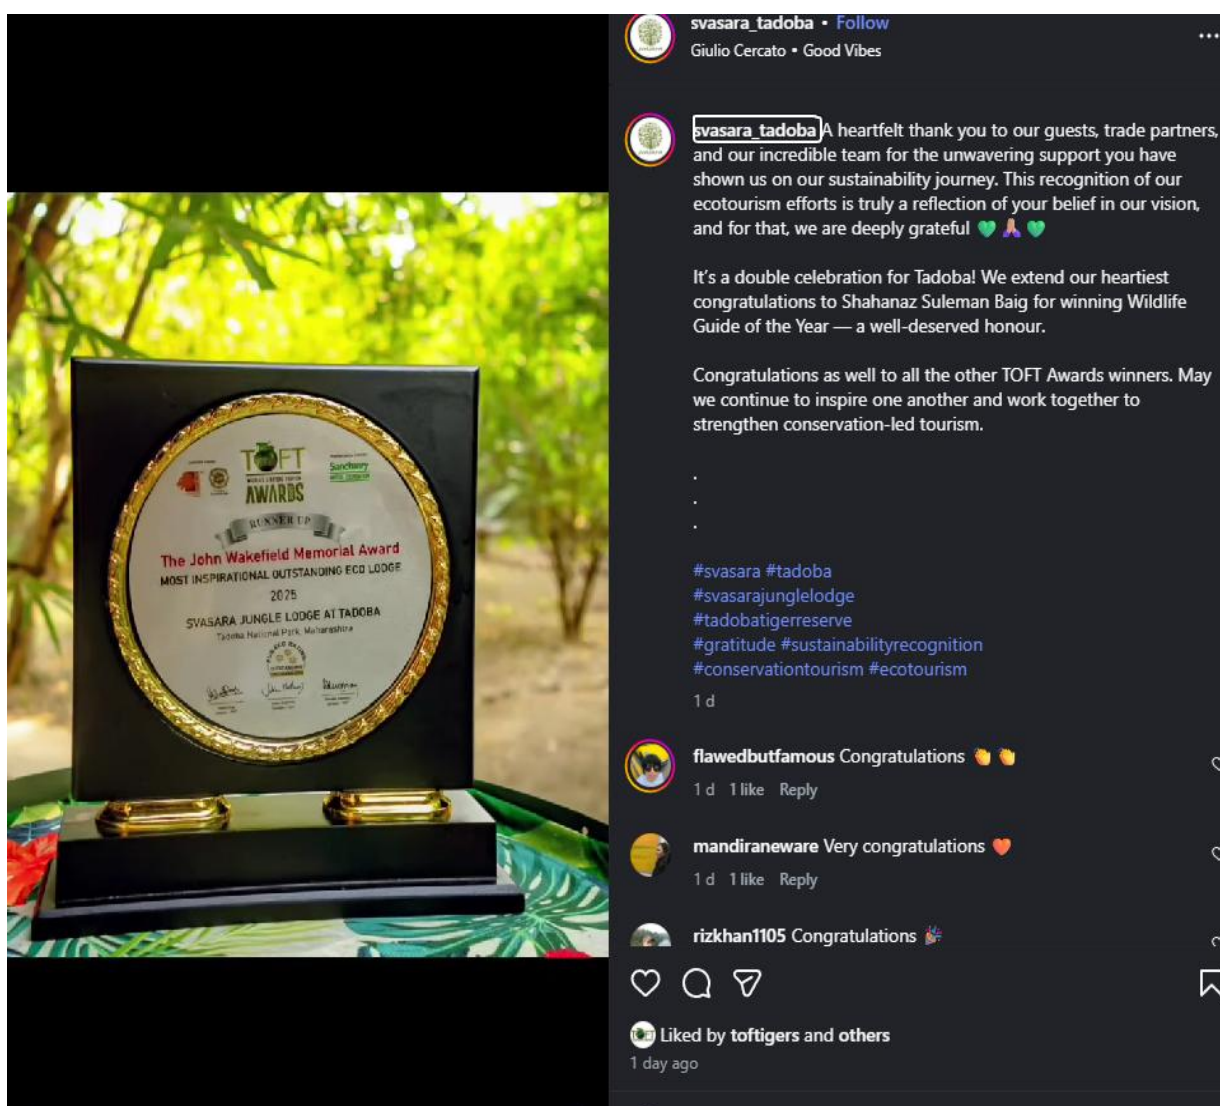 TOFT
WORLD'S LEADING TOURISM
AWARDS
Sanctuary
NATURE FOUNDATION
RUNNER UP
The John Wakefield Memorial Award
MOST INSPIRATIONAL OUTSTANDING ECO LODGE
2025
SVASARA JUNGLE LODGE AT TADOBA
Tadoba National Park, Maharashtra
svasara_tadoba • Follow
Giulio Cercato • Good Vibes
svasara_tadoba A heartfelt thank you to our guests, trade partners,
and our incredible team for the unwavering support you have
shown us on our sustainability journey. This recognition of our
ecotourism efforts is truly a reflection of your belief in our vision,
and for that, we are deeply grateful 💚🙏🏼💚
It's a double celebration for Tadoba! We extend our heartiest
congratulations to Shahanaz Suleman Baig for winning Wildlife
Guide of the Year — a well-deserved honour.
Congratulations as well to all the other TOFT Awards winners. May
we continue to inspire one another and work together to
strengthen conservation-led tourism.
.
.
.
#svasara #tadoba
#svasarajunglelodge
#tadobatigerreserve
#gratitude #sustainabilityrecognition
#conservationtourism #ecotourism
1 d
flawedbutfamous Congratulations 👏👏
1 d 1 like Reply
mandiraneware Very congratulations ❤️
1 d 1 like Reply
rizkhan1105 Congratulations 🎉
Liked by toftigers and others
1 day ago